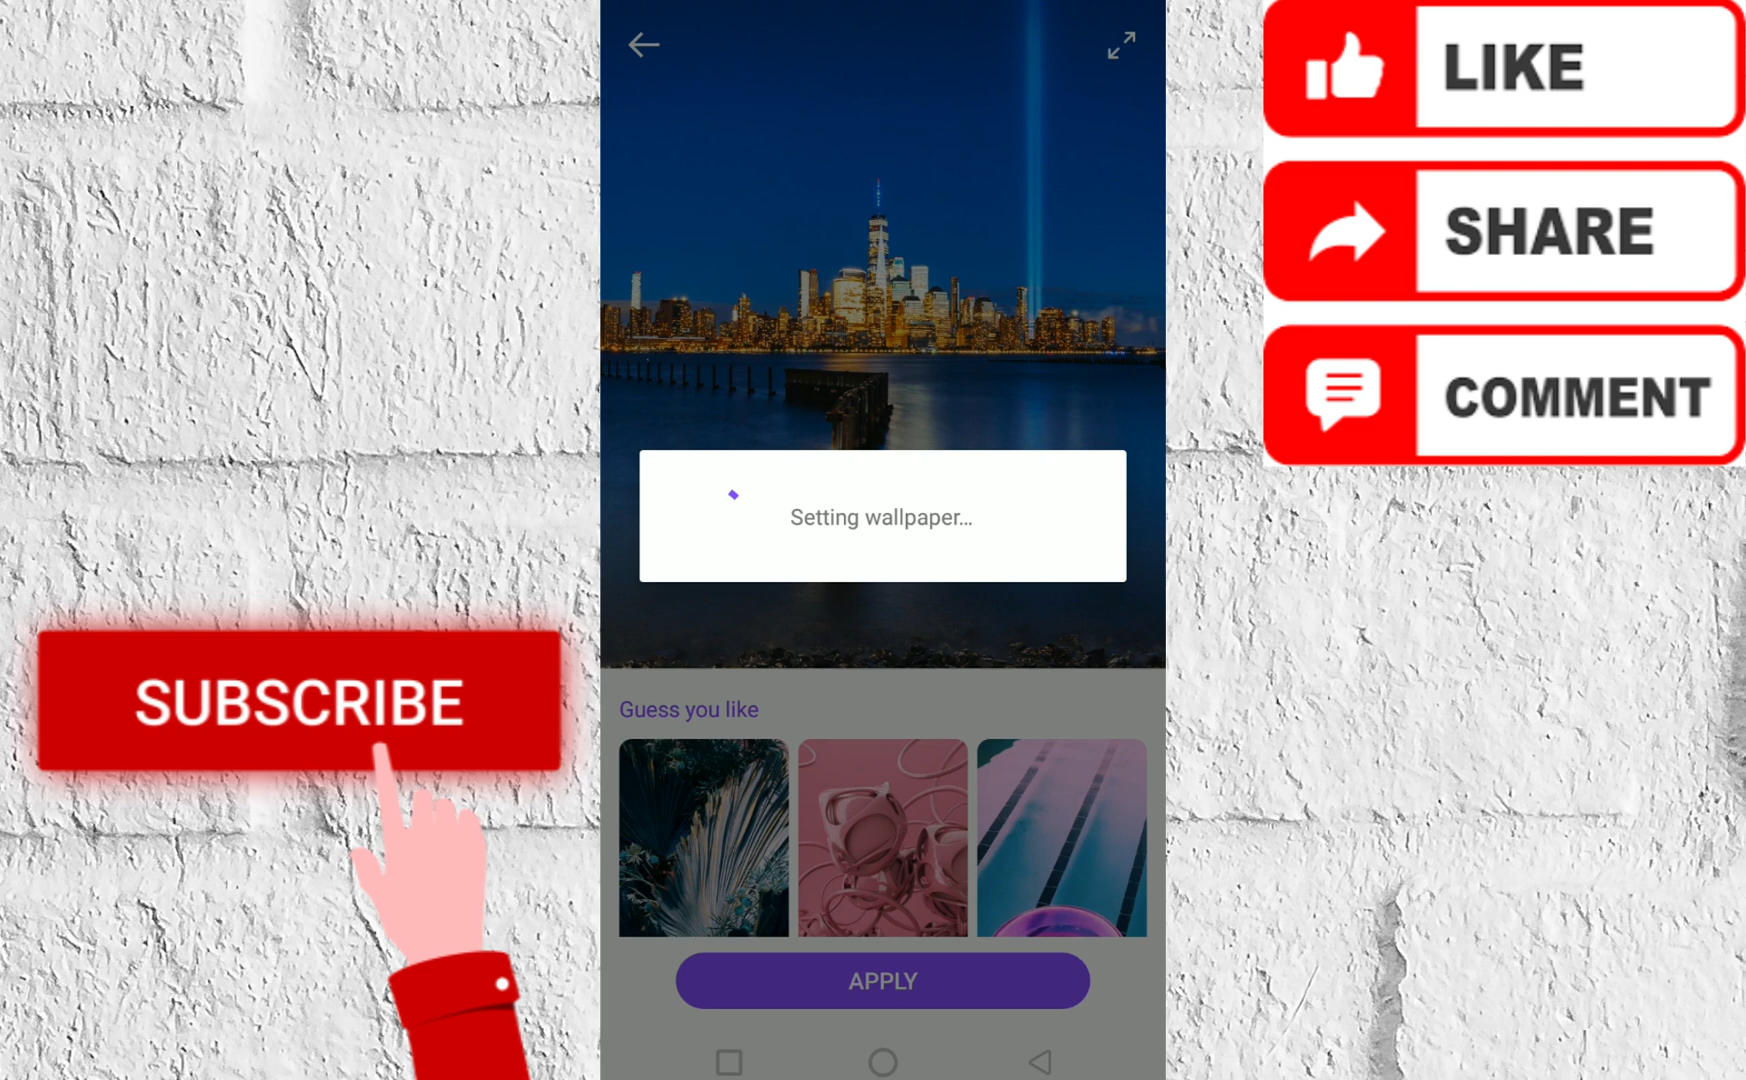 LIKE
SHARE
COMMENT
Setting wallpaper...
SUBSCRIBE
Guess you like
APPLY